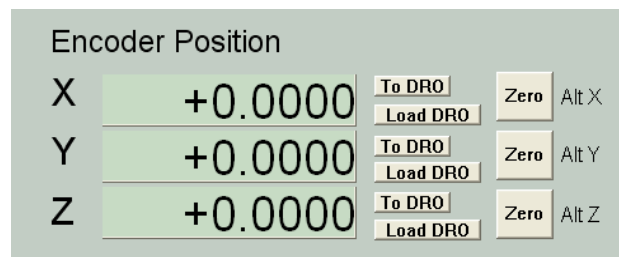 Encoder Position
X +0.0000 To DRO Load DRO Zero Alt X
Y +0.0000 To DRO Load DRO Zero Alt Y
Z +0.0000 To DRO Load DRO Zero Alt Z